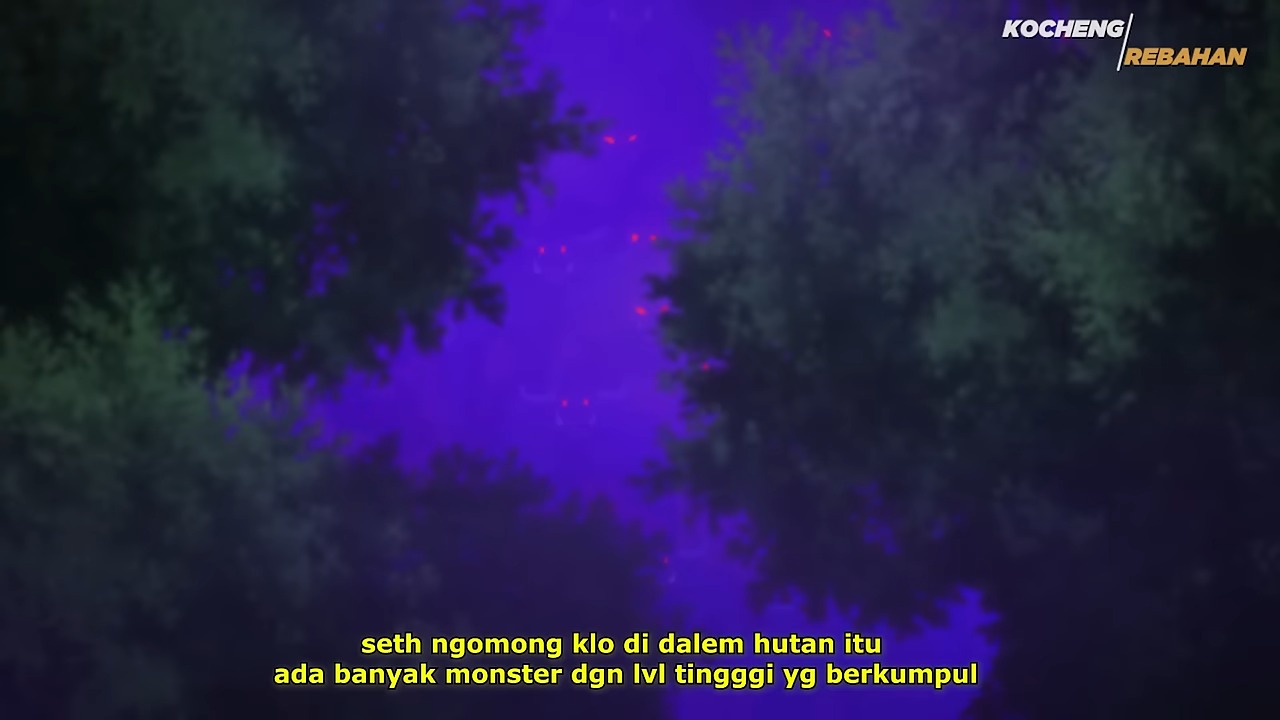 KOCHENG
REBAHAN
seth ngomong klo di dalem hutan itu
ada banyak monster dgn lvl tingggi yg berkumpul